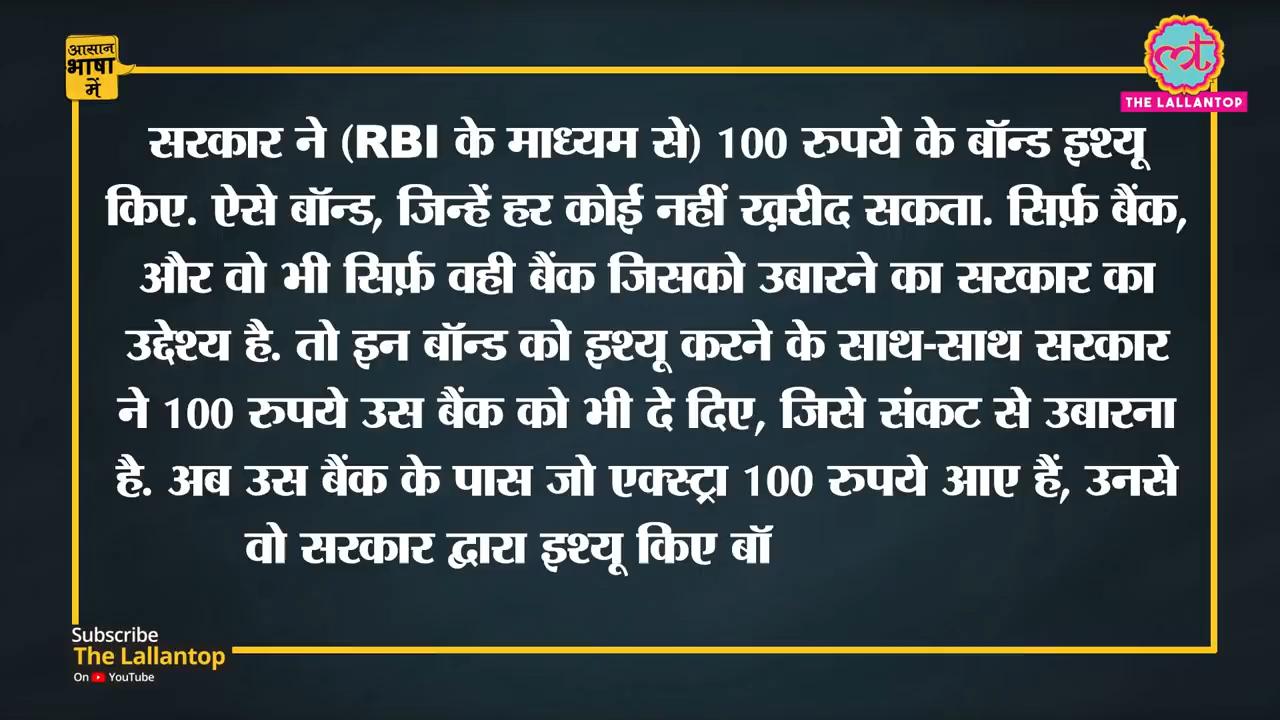 आसान
भाषा
में
THE LALLANTOP
सरकार ने (RBI के माध्यम से) 100 रुपये के बॉन्ड इश्यू
किए. ऐसे बॉन्ड, जिन्हें हर कोई नहीं ख़रीद सकता. सिर्फ़ बैंक,
और वो भी सिर्फ़ वही बैंक जिसको उबारने का सरकार का
उद्देश्य है. तो इन बॉन्ड को इश्यू करने के साथ-साथ सरकार
ने 100 रुपये उस बैंक को भी दे दिए, जिसे संकट से उबारना
है. अब उस बैंक के पास जो एक्स्ट्रा 100 रुपये आए हैं, उनसे
वो सरकार द्वारा इश्यू किए बॉ
Subscribe
The Lallantop
On YouTube